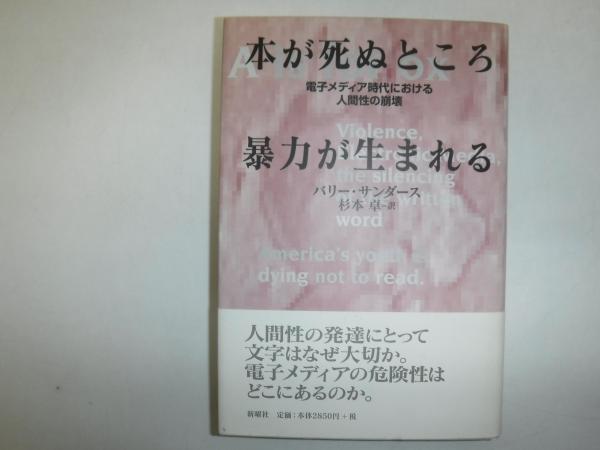 本が死ぬところ
A is for Ox
電子メディア時代における
人間性の崩壊
Violence,
暴力が生まれる
the silencing
バリー・サンダース
杉本 卓=訳
written
word
America's youth is
dying not to read.
人間性の発達にとって
文字はなぜ大切か。
電子メディアの危険性は
どこにあるのか。
新曜社 定価:本体2850円+税